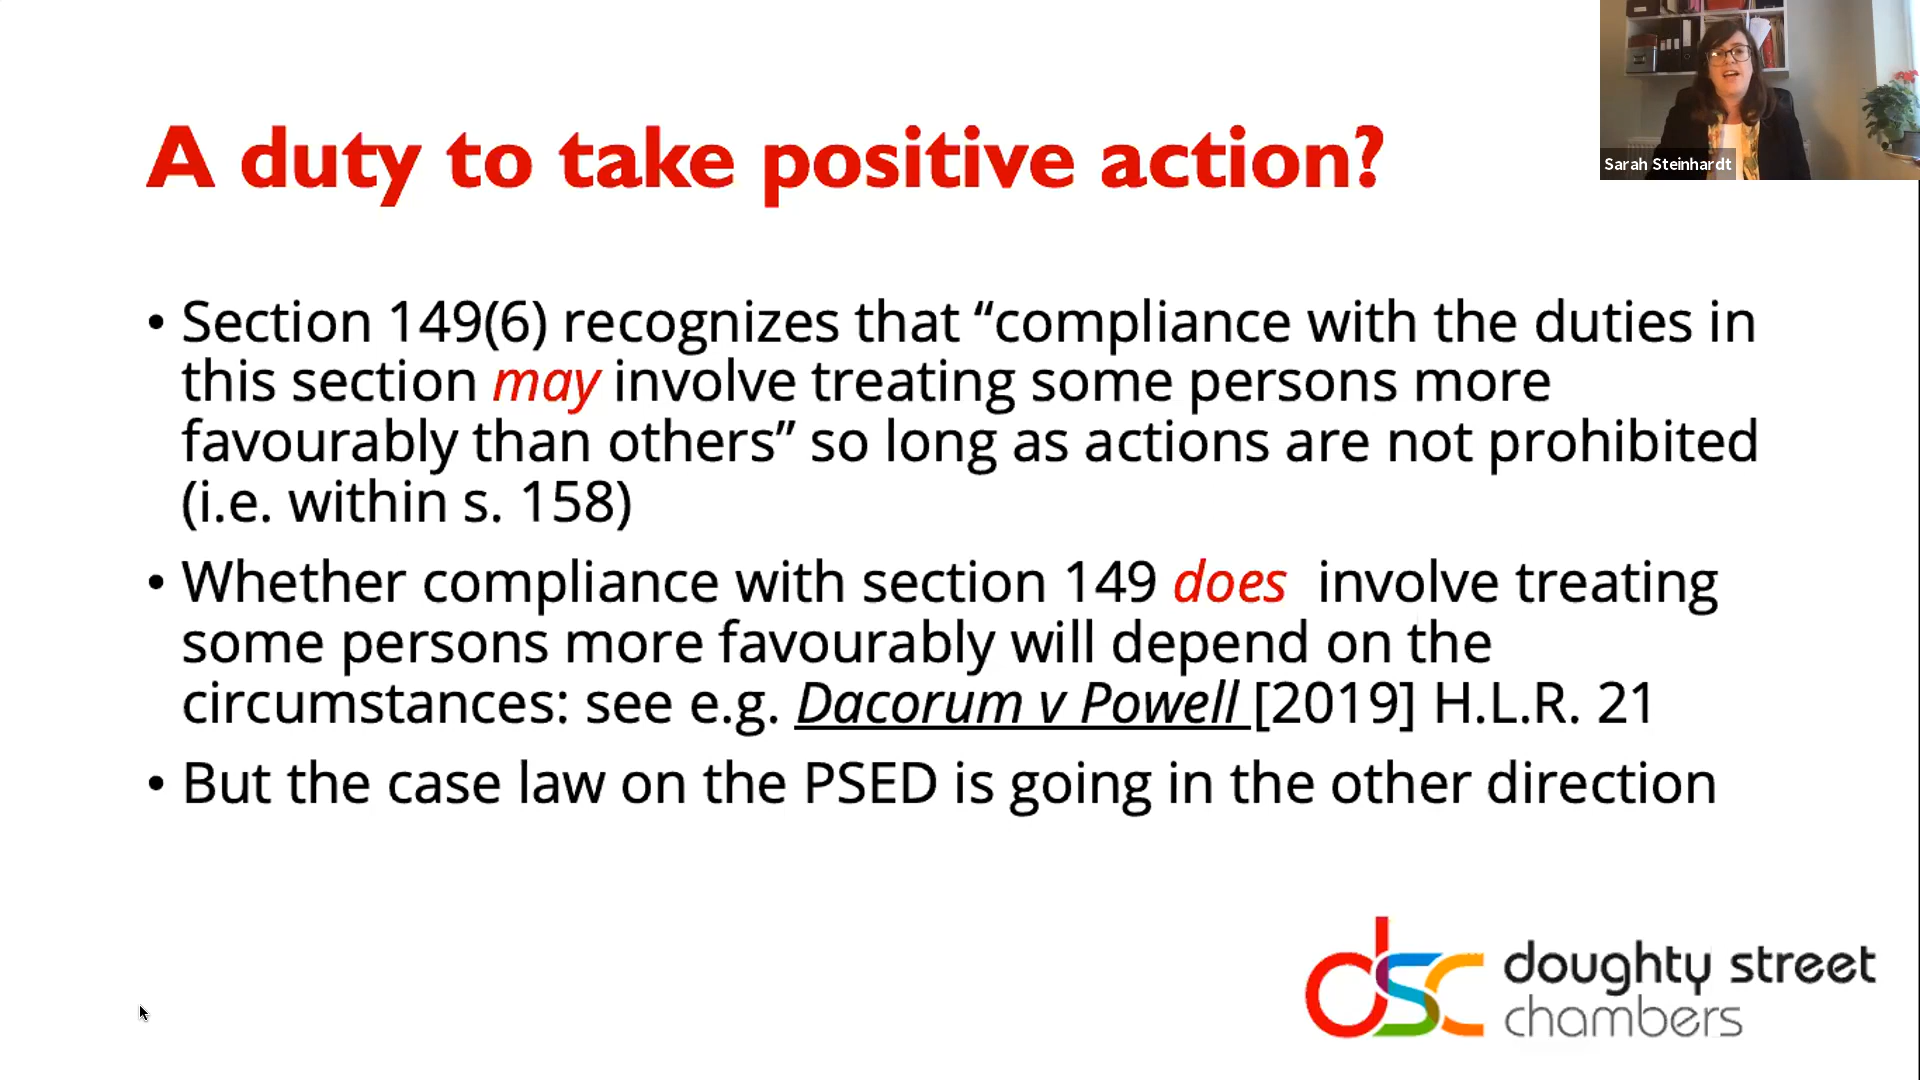 A duty to take positive action?
Sarah Steinhardt
• Section 149(6) recognizes that “compliance with the duties in
this section may involve treating some persons more
favourably than others” so long as actions are not prohibited
(i.e. within s. 158)
• Whether compliance with section 149 does involve treating
some persons more favourably will depend on the
circumstances: see e.g. Dacorum v Powell [2019] H.L.R. 21
• But the case law on the PSED is going in the other direction
dsc doughty street
chambers